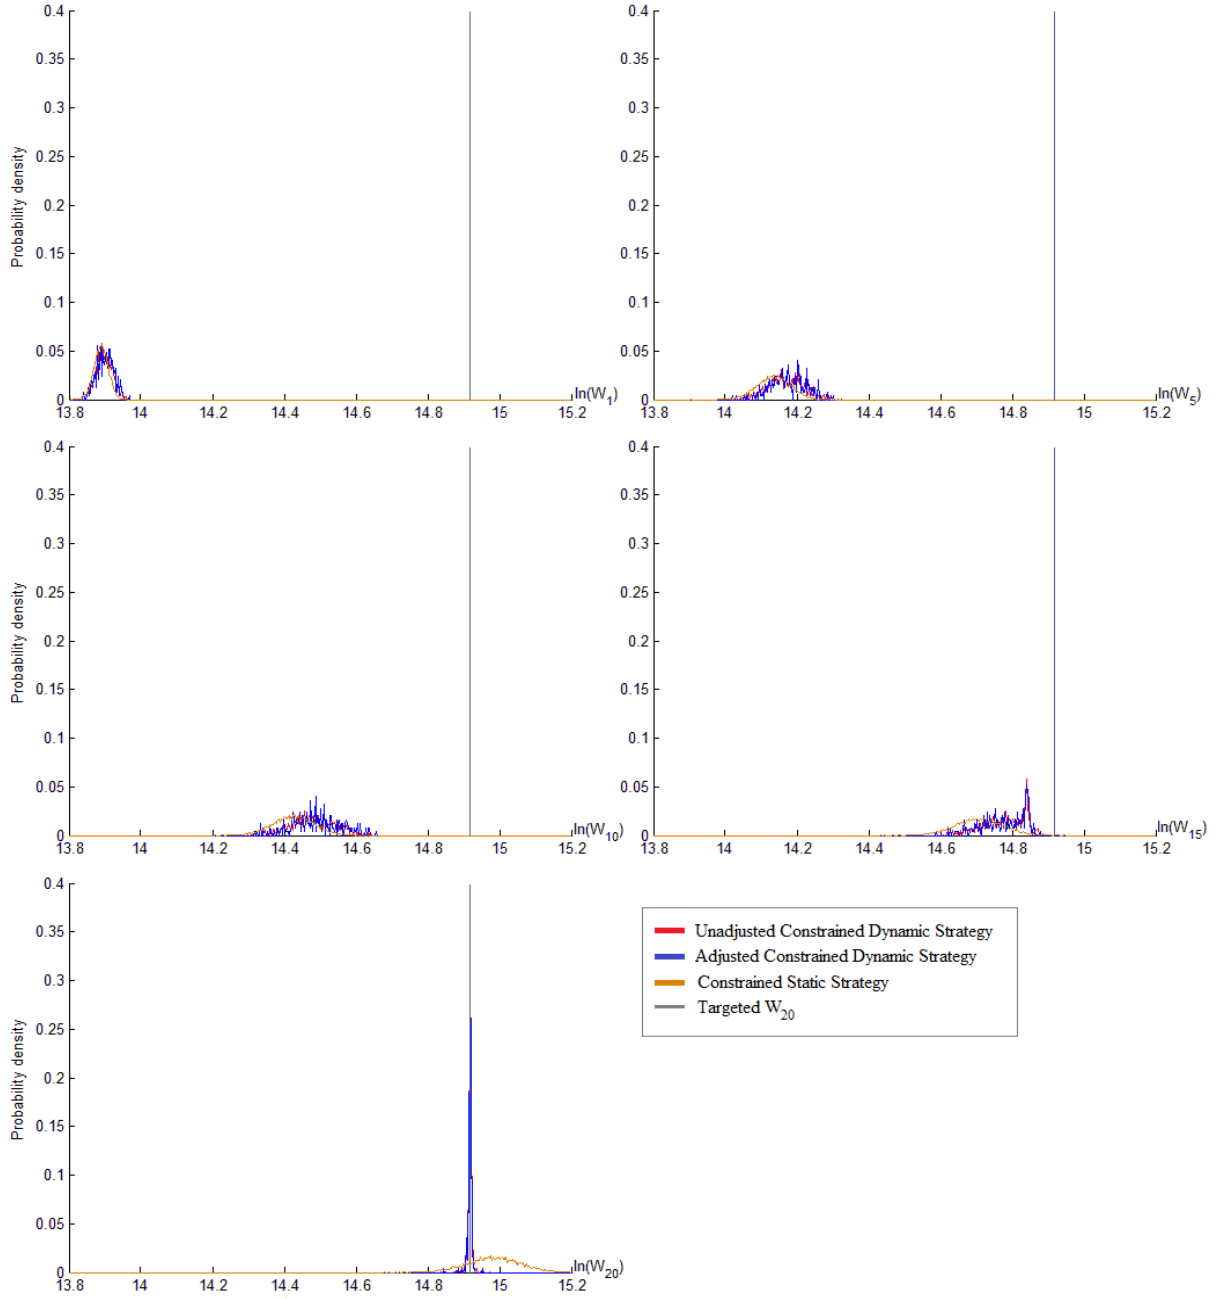 0.4
0.35
0.3
0.25
0.2
0.15
0.1
0.05
0
Probability density
13.8 14 14.2 14.4 14.6 14.8 15 15.2
ln(W1)
0.4
0.35
0.3
0.25
0.2
0.15
0.1
0.05
0
13.8 14 14.2 14.4 14.6 14.8 15 15.2
ln(W5)
0.4
0.35
0.3
0.25
0.2
0.15
0.1
0.05
0
Probability density
13.8 14 14.2 14.4 14.6 14.8 15 15.2
ln(W10)
0.4
0.35
0.3
0.25
0.2
0.15
0.1
0.05
0
13.8 14 14.2 14.4 14.6 14.8 15 15.2
ln(W15)
0.4
0.35
0.3
0.25
0.2
0.15
0.1
0.05
0
Probability density
13.8 14 14.2 14.4 14.6 14.8 15 15.2
ln(W20)
Unadjusted Constrained Dynamic Strategy
Adjusted Constrained Dynamic Strategy
Constrained Static Strategy
Targeted W20